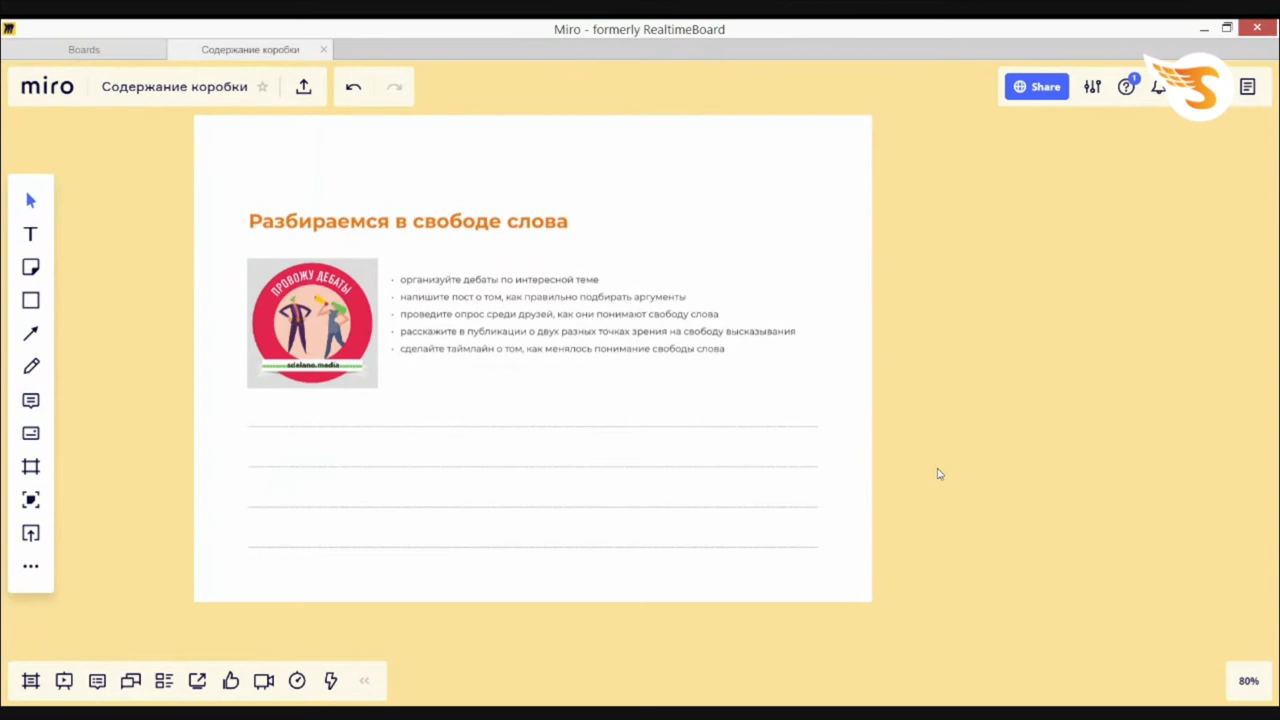 Miro - formerly RealtimeBoard
Boards
Содержание коробки
miro
Содержание коробки
Share
1
Разбираемся в свободе слова
ПРОВОЖУ ДЕБАТЫ
sdelano.media
· организуйте дебаты по интересной теме
· напишите пост о том, как правильно подбирать аргументы
· проведите опрос среди друзей, как они понимают свободу слова
· расскажите в публикации о двух разных точках зрения на свободу высказывания
· сделайте таймлайн о том, как менялось понимание свободы слова
80%